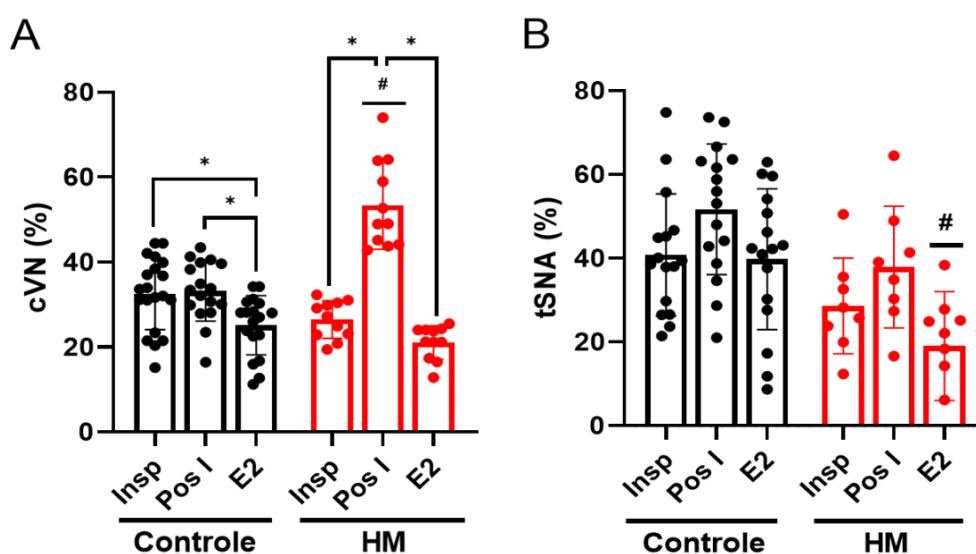 A
cVN (%)
80
60
40
20
0
*
*
*
*
#
Insp
Pos I
E2
Insp
Pos I
E2
Controle
HM
B
tSNA (%)
80
60
40
20
0
#
Insp
Pos I
E2
Insp
Pos I
E2
Controle
HM